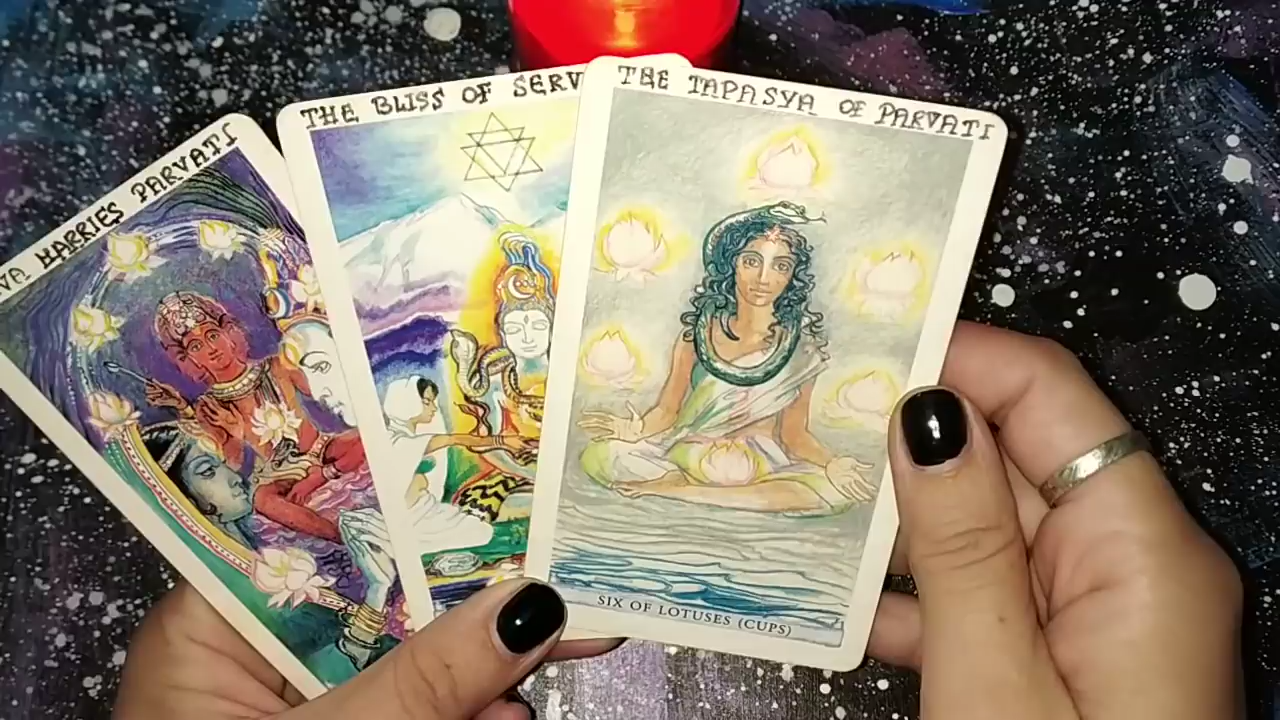 VA MARRIES PARVATI
THE BLISS OF SERV
THE TAPASYA OF PARVATI
SIX OF LOTUSES (CUPS)